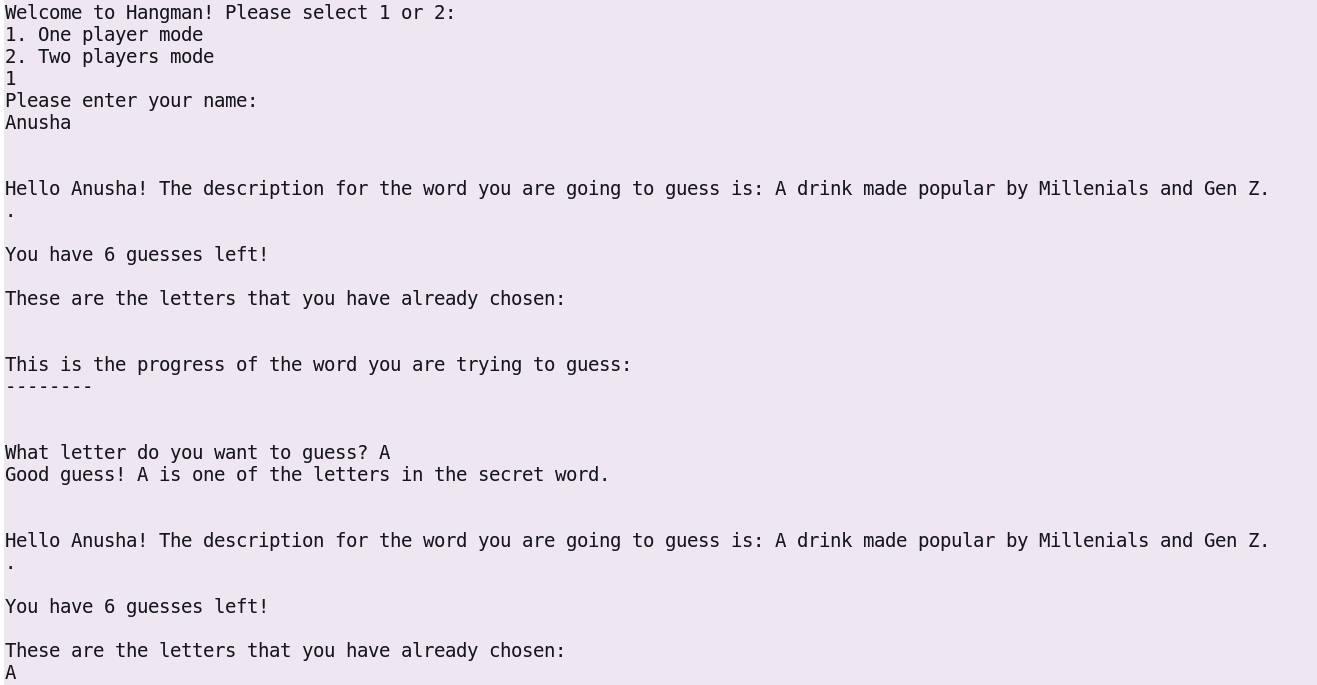 Welcome to Hangman! Please select 1 or 2:
1. One player mode
2. Two players mode
1
Please enter your name:
Anusha
Hello Anusha! The description for the word you are going to guess is: A drink made popular by Millenials and Gen Z.
.
You have 6 guesses left!
These are the letters that you have already chosen:
This is the progress of the word you are trying to guess:
--------
What letter do you want to guess? A
Good guess! A is one of the letters in the secret word.
Hello Anusha! The description for the word you are going to guess is: A drink made popular by Millenials and Gen Z.
.
You have 6 guesses left!
These are the letters that you have already chosen:
A